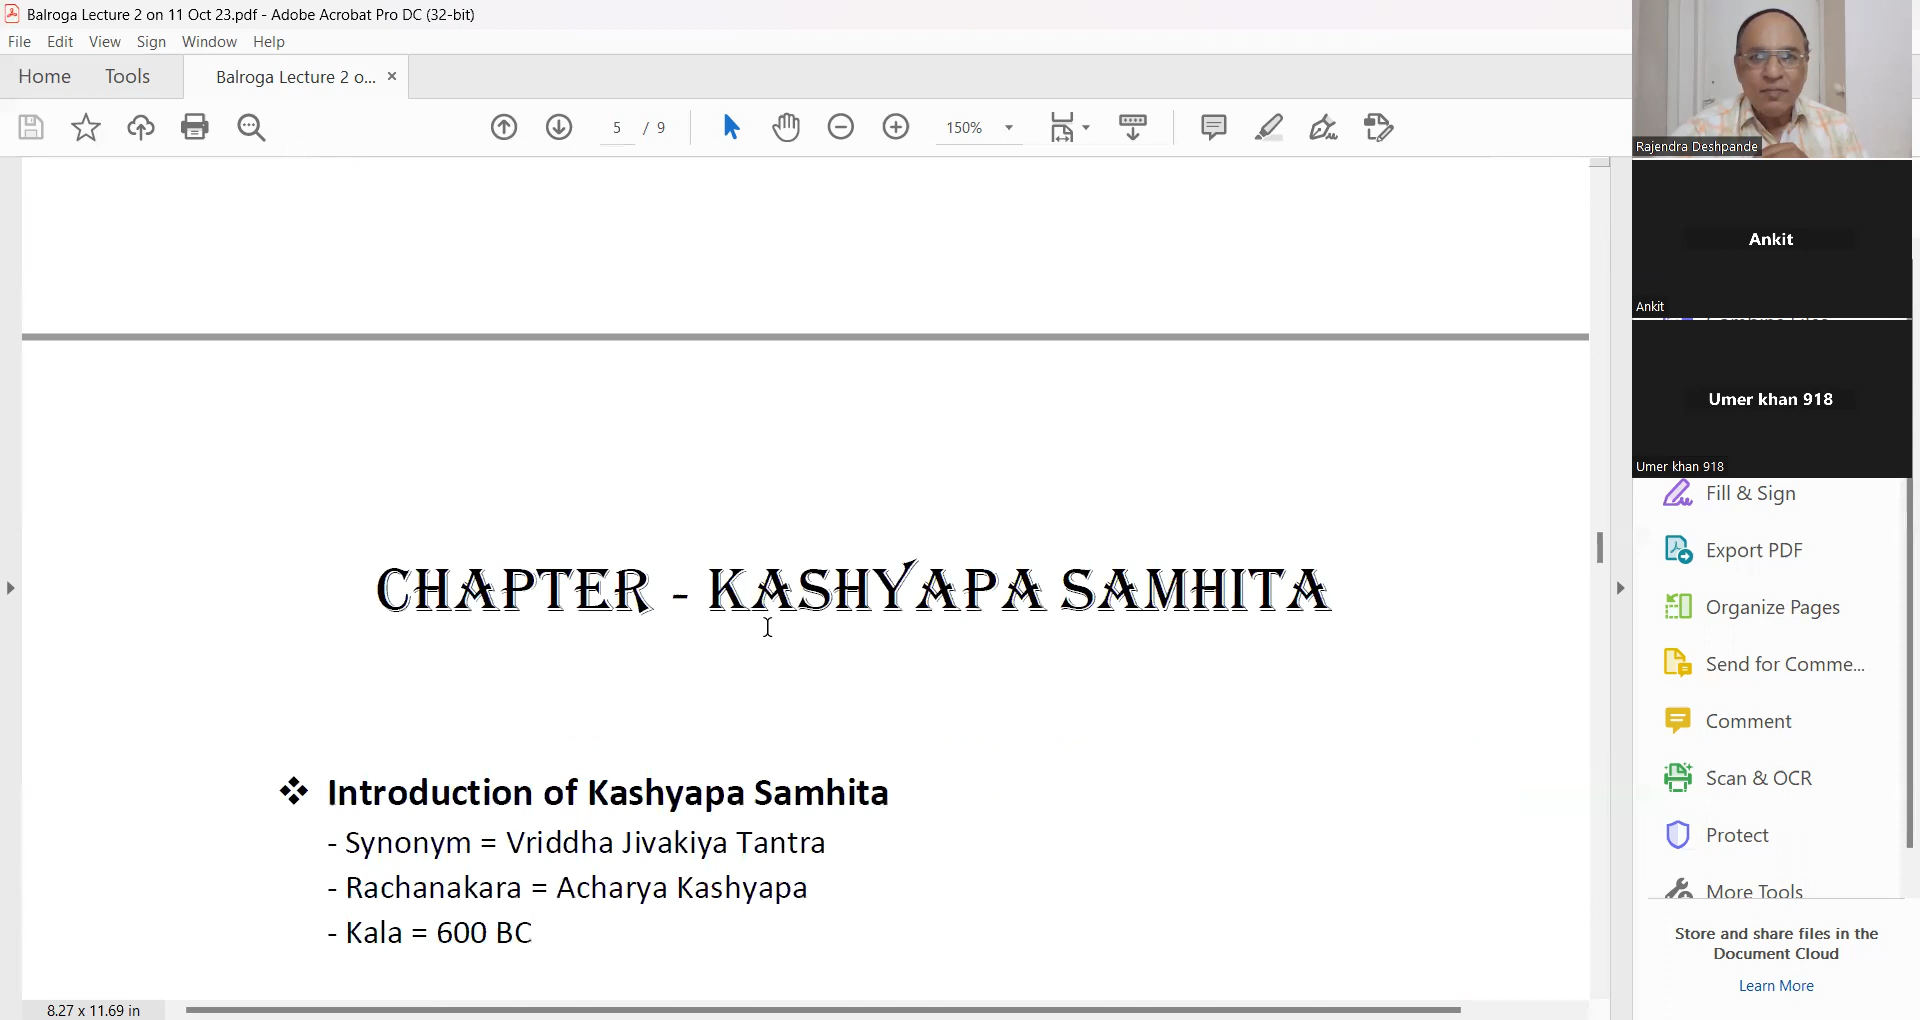 Balroga Lecture 2 on 11 Oct 23.pdf - Adobe Acrobat Pro DC (32-bit)
File Edit View Sign Window Help
Home Tools Balroga Lecture 2 o... ×
5 / 9 150%
Rajendra Deshpande
Ankit
Ankit
Umer khan 918
Umer khan 918
CHAPTER - KASHYAPA SAMHITA
❖ Introduction of Kashyapa Samhita
- Synonym = Vriddha Jivakiya Tantra
- Rachanakara = Acharya Kashyapa
- Kala = 600 BC
8.27 x 11.69 in
Fill & Sign
Export PDF
Organize Pages
Send for Comme...
Comment
Scan & OCR
Protect
More Tools
Store and share files in the
Document Cloud
Learn More